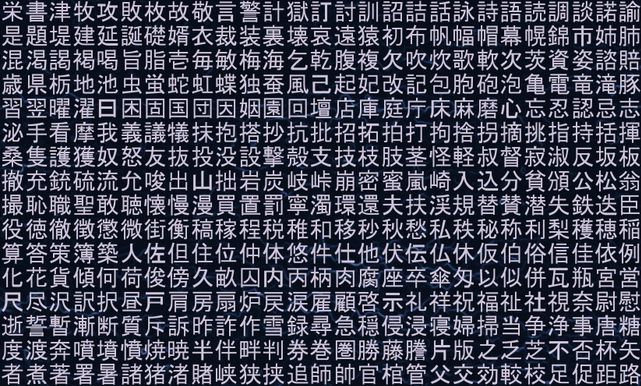 栄書津牧攻敗枚故敬言警計獄訂討訓詔詰話詠詩語読調談諾諭
是題堤建延誕礎婿衣裁装裏壊哀遠猿初布帆幅帽幕幌錦市姉肺
混渇謁褐喝旨脂壱毎敏梅海乞乾腹複欠吹炊歌軟次茨資姿諮賠
歳県栃地池虫蛍蛇虹蝶独蚕風己起妃改記包胞砲泡亀電竜滝豚
習翌曜濯曰困固国団因姻園回壇店庫庭庁床麻磨心忘忍認忌志
泌手看摩我義議犠抹抱搭抄抗批招拓拍打拘捨拐摘挑指持括揮
桑隻護獲奴怒友抜投没設撃殻支技枝肢茎怪軽叔督寂淑反坂板
撤充銃硫流允唆出山拙岩炭岐峠崩密蜜嵐崎入込分貧頒公松翁
撮恥職聖敢聴懐慢漫買置罰寧濁環還夫扶渓規替賛潜失鉄迭臣
役徳徹徴懲微街衡稿稼程税稚和移秒秋愁私秩秘称利梨穫穂稲
算答策簿築人佐但住位仲体悠件仕他伏伝仏休仮伯俗信佳依例
化花貨傾何荷俊傍久畝囚内丙柄肉腐座卒傘匁以似併瓦瓶宮営
尺尽沢訳択昼戸肩房扇炉戻涙雇顧啓示礼祥祝福祉社視奈尉慰
逝誓暫漸断質斥訴昨詐作雪録尋急穏侵浸寝婦掃当争浄事唐糖
度渡奔噴墳憤焼暁半伴畔判券巻圏勝藤謄片版之乏芝不否杯矢
者煮著署暑諸猪渚賭峡狭挟追師帥官棺管父交効較校足促距路